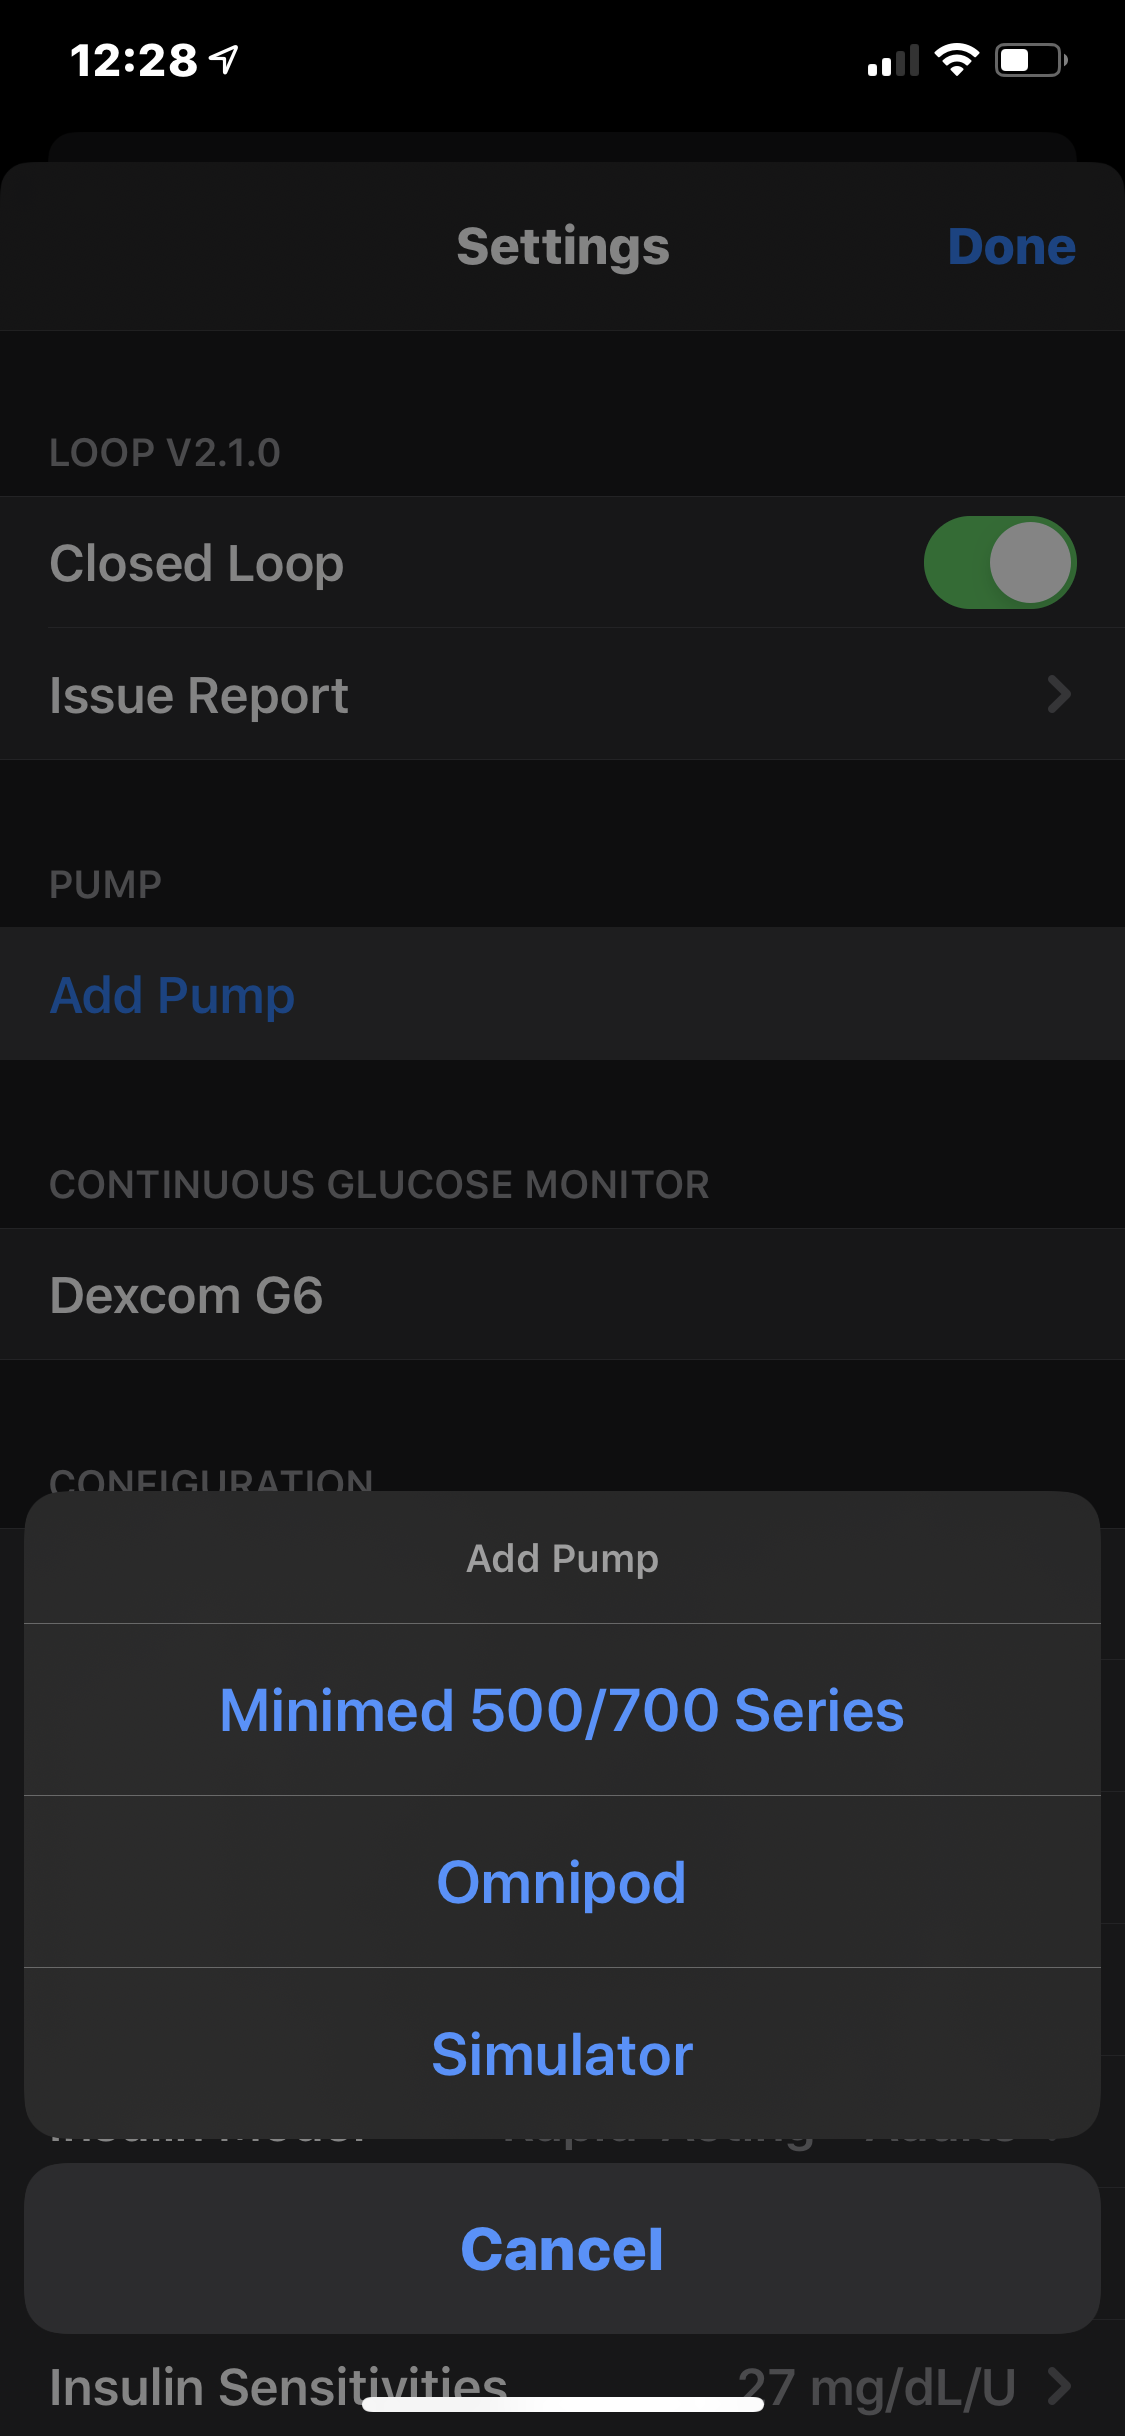 12:28
Settings
Done
LOOP V2.1.0
Closed Loop
Issue Report
PUMP
Add Pump
CONTINUOUS GLUCOSE MONITOR
Dexcom G6
CONFIGURATION
Add Pump
Minimed 500/700 Series
Omnipod
Simulator
Cancel
Insulin Sensitivities
27 mg/dL/U